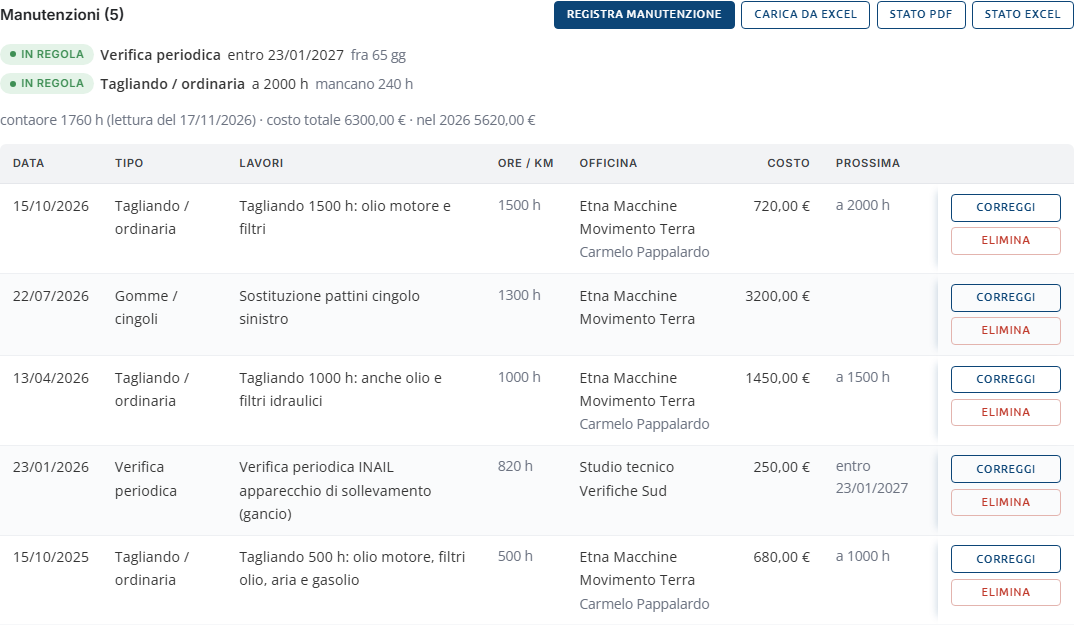 Manutenzioni (5)
REGISTRA MANUTENZIONE
CARICA DA EXCEL
STATO PDF
STATO EXCEL
IN REGOLA Verifica periodica entro 23/01/2027 fra 65 gg
IN REGOLA Tagliando / ordinaria a 2000 h mancano 240 h
contaore 1760 h (lettura del 17/11/2026) · costo totale 6300,00 € · nel 2026 5620,00 €
DATA TIPO LAVORI ORE / KM OFFICINA COSTO PROSSIMA
15/10/2026 Tagliando / Tagliando 1500 h: olio motore e 1500 h Etna Macchine 720,00 € a 2000 h CORREGGI
ordinaria filtri Movimento Terra
Carmelo Pappalardo ELIMINA
22/07/2026 Gomme / Sostituzione pattini cingolo 1300 h Etna Macchine 3200,00 € CORREGGI
cingoli sinistro Movimento Terra ELIMINA
13/04/2026 Tagliando / Tagliando 1000 h: anche olio e 1000 h Etna Macchine 1450,00 € a 1500 h CORREGGI
ordinaria filtri idraulici Movimento Terra
Carmelo Pappalardo ELIMINA
23/01/2026 Verifica Verifica periodica INAIL 820 h Studio tecnico 250,00 € entro CORREGGI
periodica apparecchio di sollevamento Verifiche Sud 23/01/2027
(gancio) ELIMINA
15/10/2025 Tagliando / Tagliando 500 h: olio motore, filtri 500 h Etna Macchine 680,00 € a 1000 h CORREGGI
ordinaria olio, aria e gasolio Movimento Terra
Carmelo Pappalardo ELIMINA